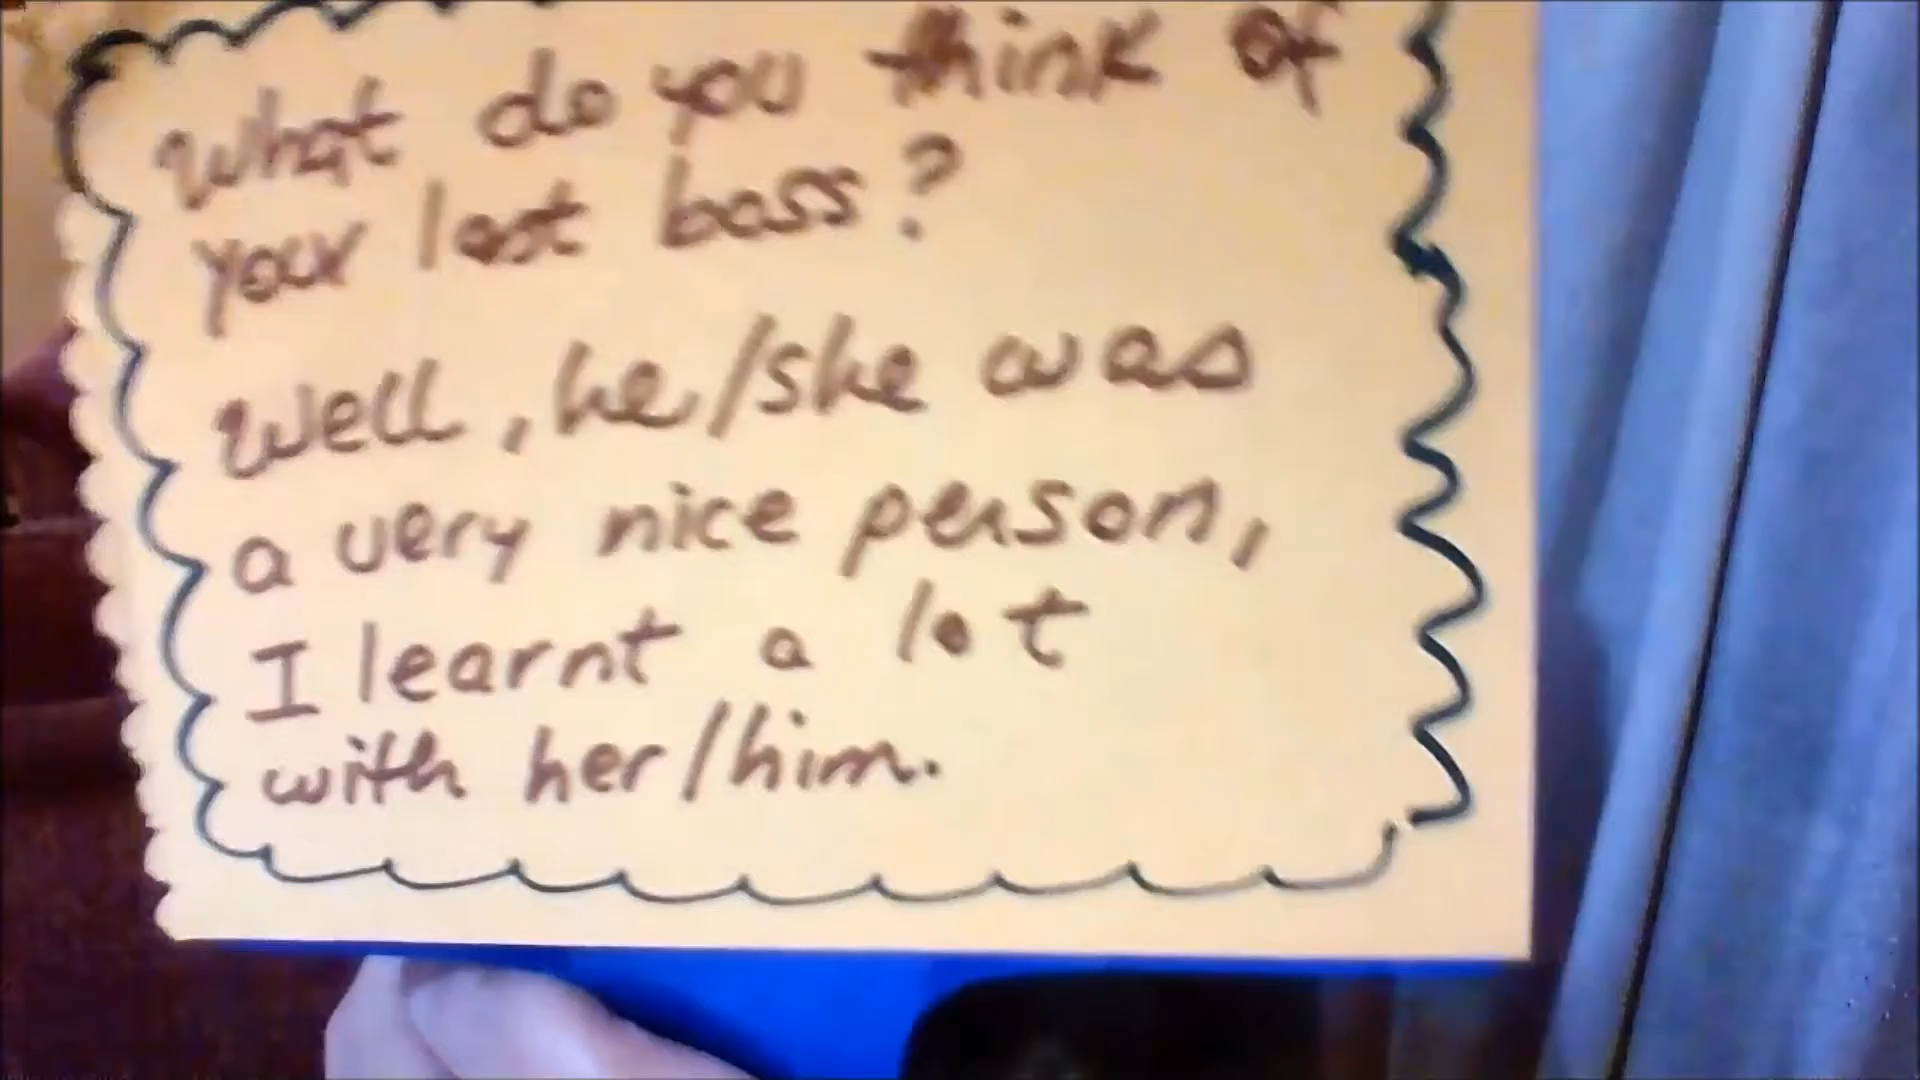 What do you think of
your last boss?
Well, he/she was
a very nice person,
I learnt a lot
with her/him.